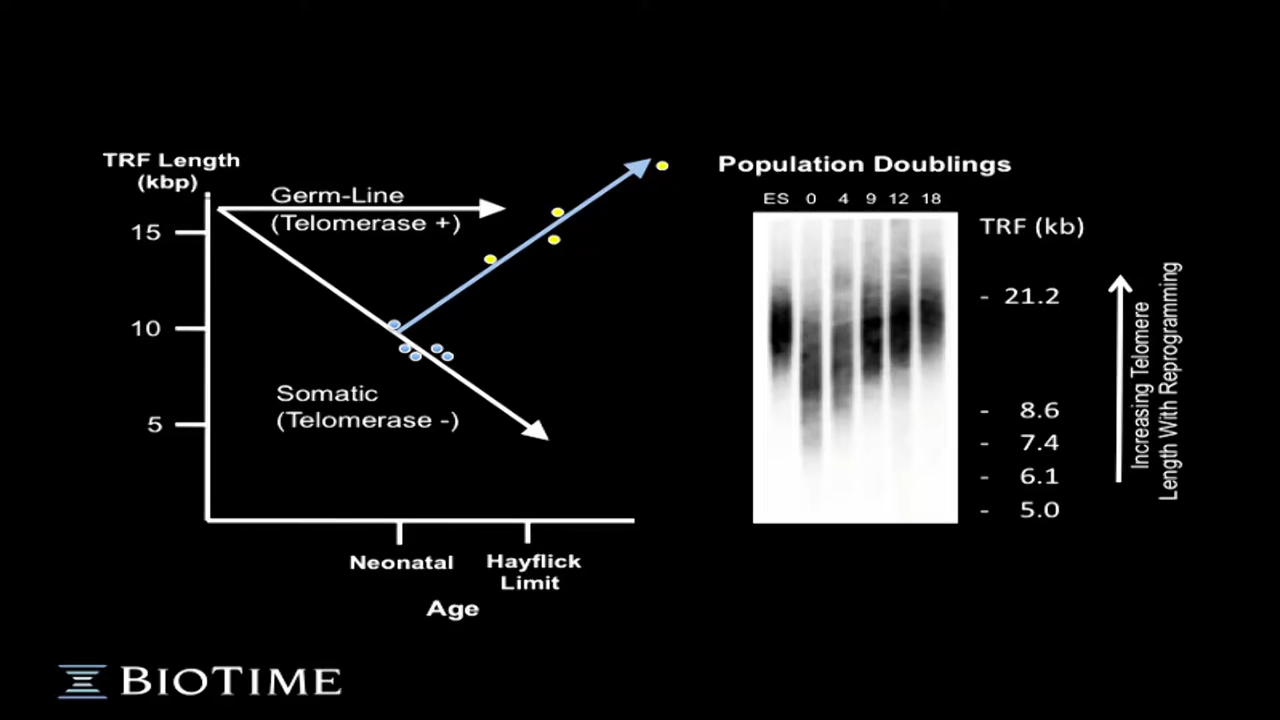 TRF Length
(kbp)
15
10
5
Germ-Line
(Telomerase +)
Somatic
(Telomerase -)
Neonatal
Hayflick
Limit
Age
Population Doublings
ES 0 4 9 12 18
TRF (kb)
- 21.2
- 8.6
- 7.4
- 6.1
- 5.0
Increasing Telomere
Length With Reprogramming
BIOTIME